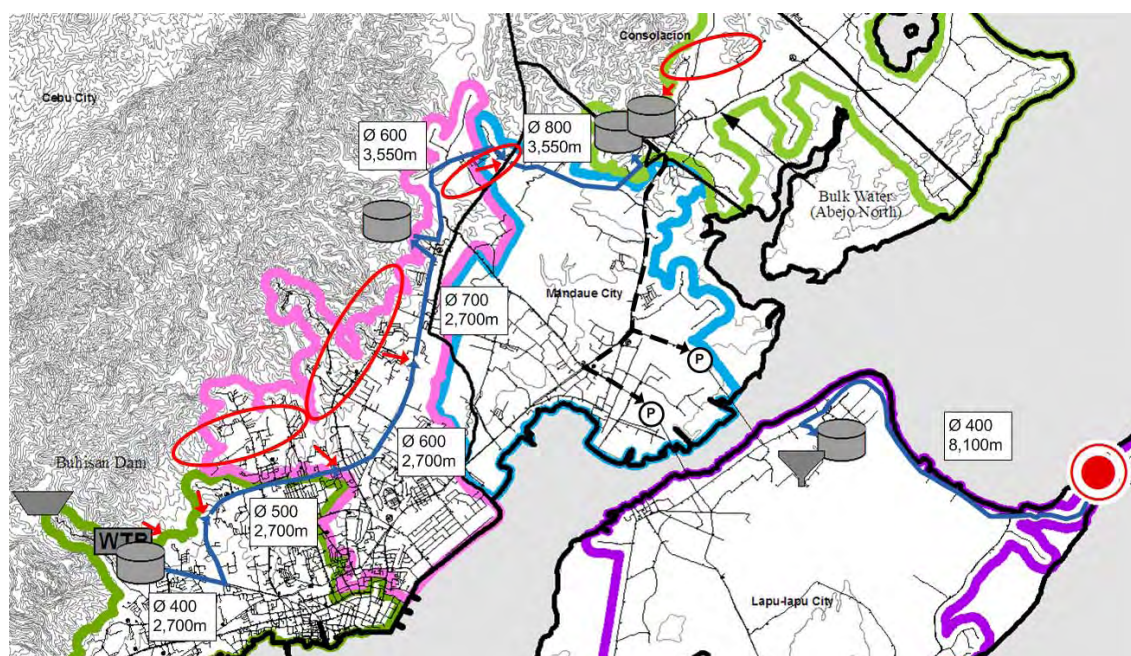 Consolacion
Cebu City
Ø 600
3,550m
Ø 800
3,550m
Bulk Water
(Abejo North)
Mandaue City
Ø 700
2,700m
P
P
Ø 400
8,100m
Ø 600
2,700m
Buhisan Dam
WTP
Ø 500
2,700m
Ø 400
2,700m
Lapu-lapu City